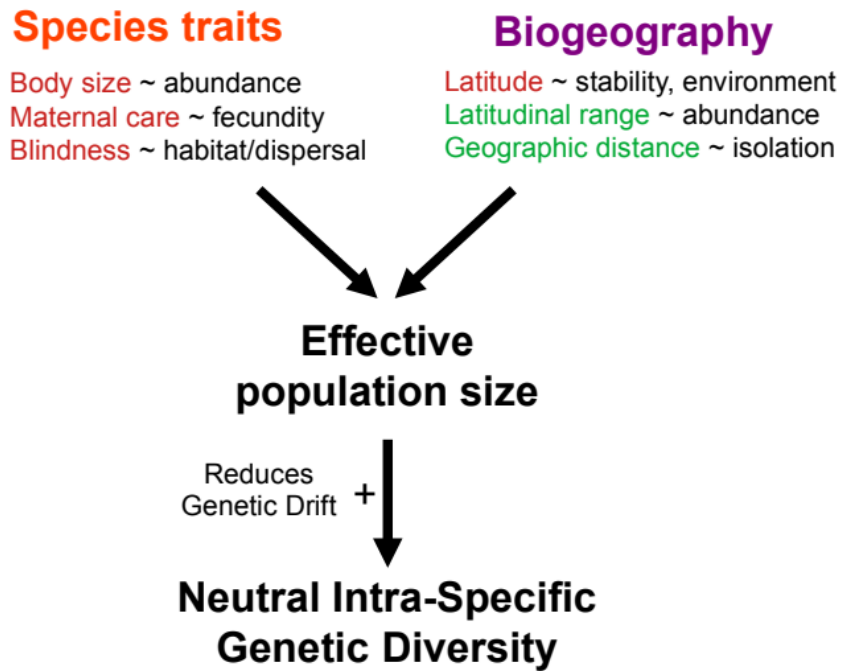 Species traits
Body size ~ abundance
Maternal care ~ fecundity
Blindness ~ habitat/dispersal
Biogeography
Latitude ~ stability, environment
Latitudinal range ~ abundance
Geographic distance ~ isolation
Effective
population size
Reduces
Genetic Drift
+
Neutral Intra-Specific
Genetic Diversity